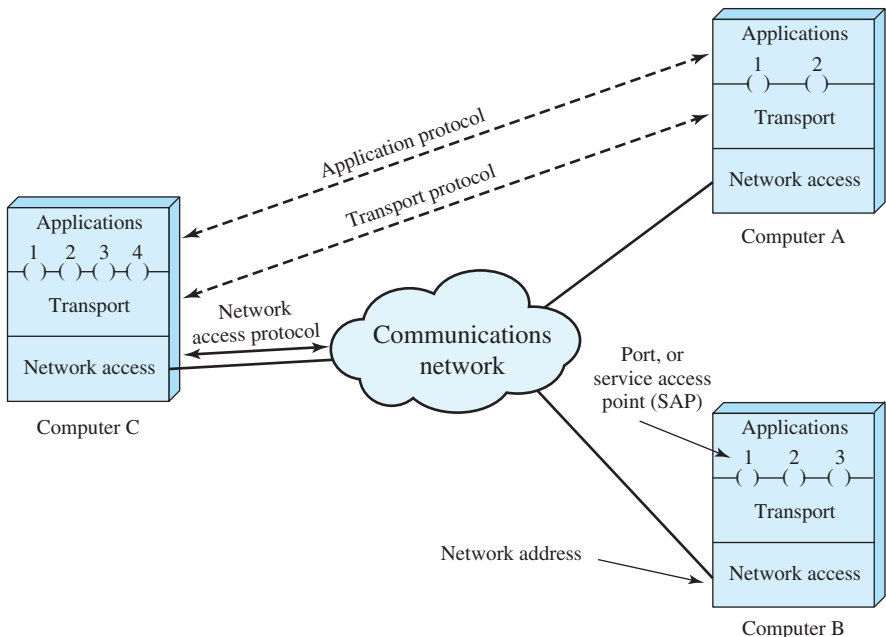 Applications
1 2
Transport
Network access
Computer A
Application protocol
Transport protocol
Applications
1 2 3 4
Transport
Network access
Computer C
Network
access protocol
Communications
network
Port, or
service access
point (SAP)
Applications
1 2 3
Transport
Network access
Computer B
Network address